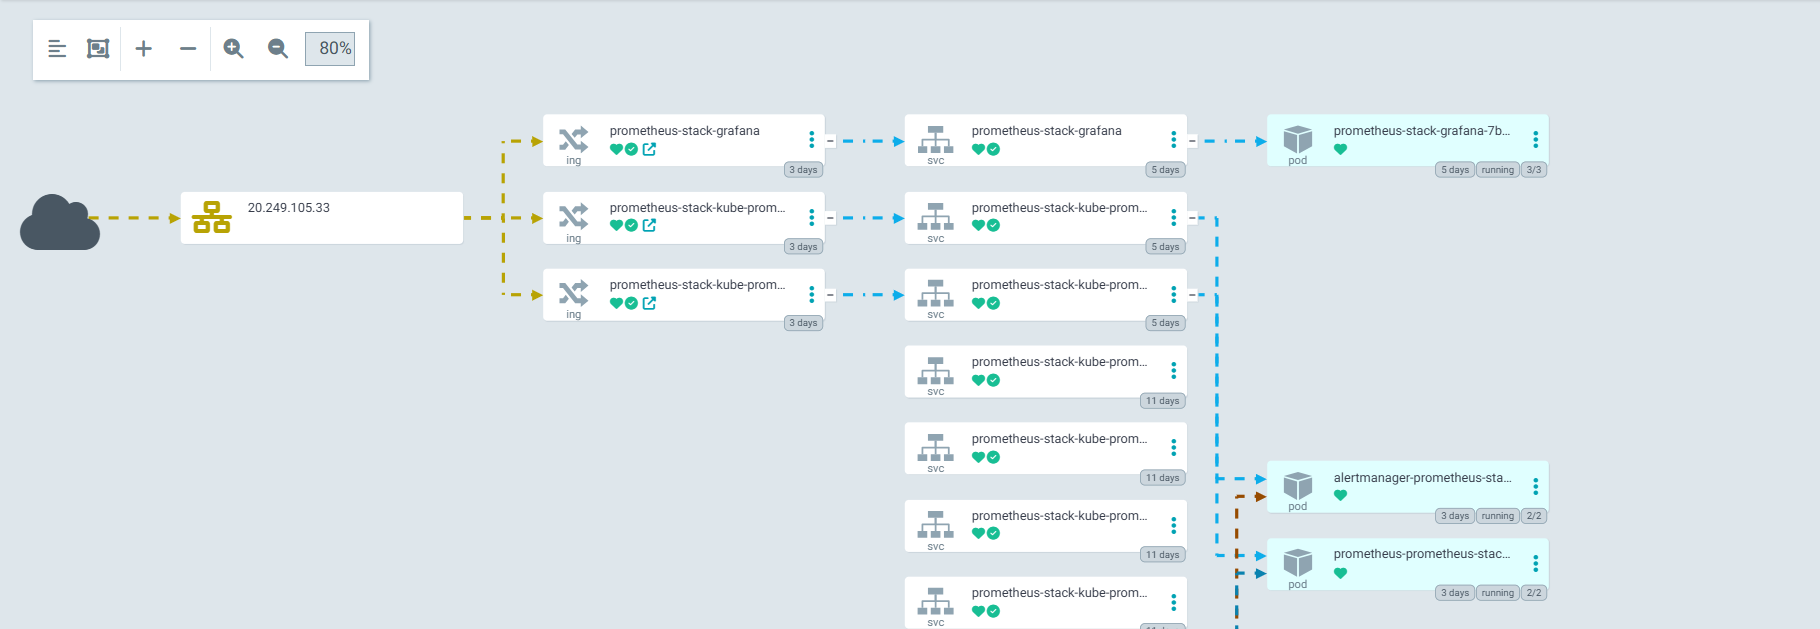 80%
20.249.105.33
prometheus-stack-grafana
ing
3 days
prometheus-stack-grafana
svc
5 days
prometheus-stack-grafana-7b...
pod
5 days running 3/3
prometheus-stack-kube-prom...
ing
3 days
prometheus-stack-kube-prom...
svc
5 days
prometheus-stack-kube-prom...
ing
3 days
prometheus-stack-kube-prom...
svc
5 days
prometheus-stack-kube-prom...
svc
11 days
prometheus-stack-kube-prom...
svc
11 days
alertmanager-prometheus-sta...
pod
3 days running 2/2
prometheus-stack-kube-prom...
svc
11 days
prometheus-prometheus-stac...
pod
3 days running 2/2
prometheus-stack-kube-prom...
svc